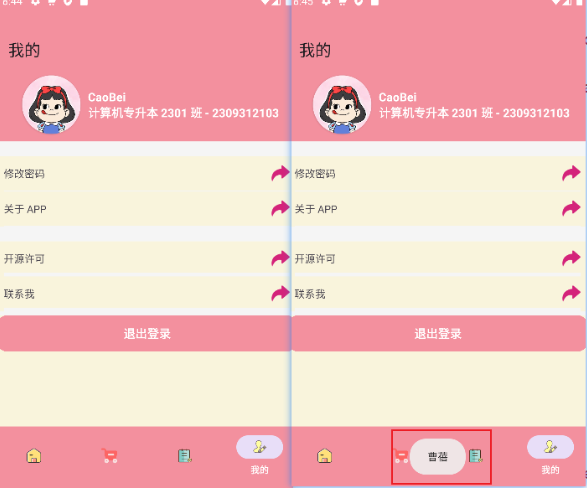 6:44
我的
CaoBei
计算机专升本 2301 班 - 2309312103
修改密码
关于 APP
开源许可
联系我
退出登录
我的
6:45
我的
CaoBei
计算机专升本 2301 班 - 2309312103
修改密码
关于 APP
开源许可
联系我
退出登录
曹蓓
我的